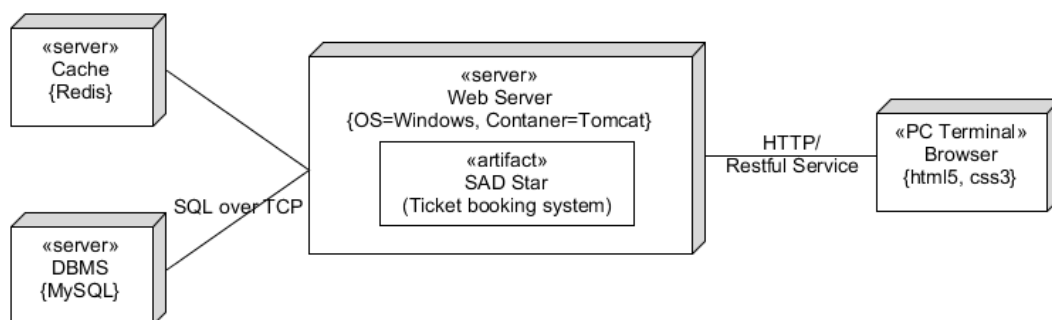 «server»
Cache
{Redis}
SQL over TCP
«server»
DBMS
{MySQL}
«server»
Web Server
{OS=Windows, Contaner=Tomcat}
«artifact»
SAD Star
(Ticket booking system)
HTTP/
Restful Service
«PC Terminal»
Browser
{html5, css3}